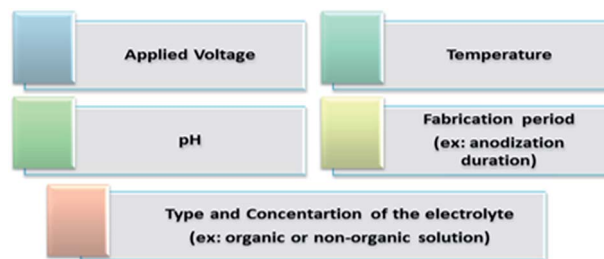 Applied Voltage
Temperature
pH
Fabrication period
(ex: anodization
duration)
Type and Concentartion of the electrolyte
(ex: organic or non-organic solution)